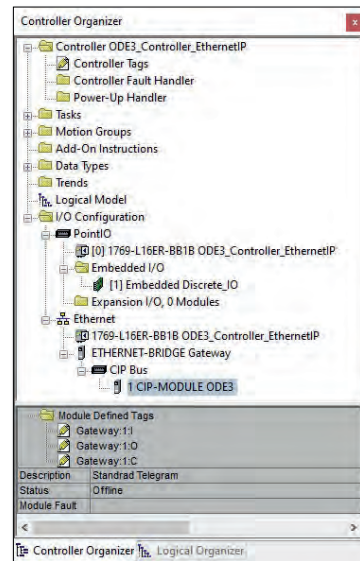 Controller Organizer
x
Controller ODE3_Controller_EthernetIP
Controller Tags
Controller Fault Handler
Power-Up Handler
Tasks
Motion Groups
Add-On Instructions
Data Types
Trends
Logical Model
I/O Configuration
PointIO
[0] 1769-L16ER-BB1B ODE3_Controller_EthernetIP
Embedded I/O
[1] Embedded Discrete_IO
Expansion I/O, 0 Modules
Ethernet
1769-L16ER-BB1B ODE3_Controller_EthernetIP
ETHERNET-BRIDGE Gateway
CIP Bus
1 CIP-MODULE ODE3
Module Defined Tags
Gateway:1:I
Gateway:1:O
Gateway:1:C
Description Standrad Telegram
Status Offline
Module Fault
Controller Organizer Logical Organizer